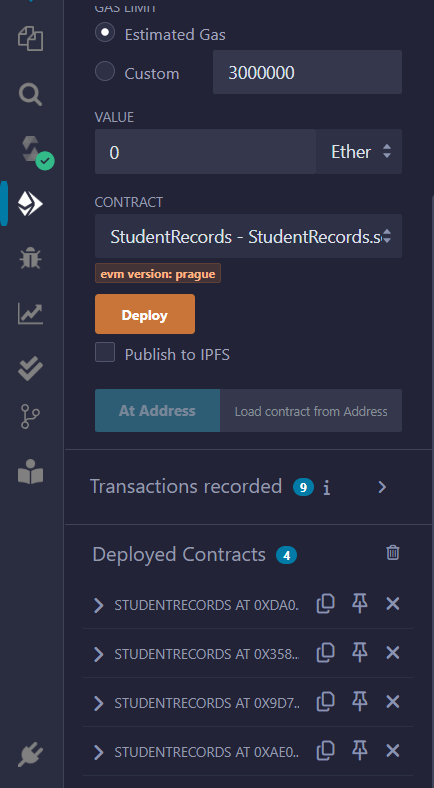 GAS LIMIT
Estimated Gas
Custom 3000000
VALUE
0 Ether
CONTRACT
StudentRecords - StudentRecords.s
evm version: prague
Deploy
Publish to IPFS
At Address Load contract from Address
Transactions recorded 9 i
Deployed Contracts 4
STUDENTRECORDS AT 0XDA0.
STUDENTRECORDS AT 0X358...
STUDENTRECORDS AT 0X9D7...
STUDENTRECORDS AT 0XAE0...